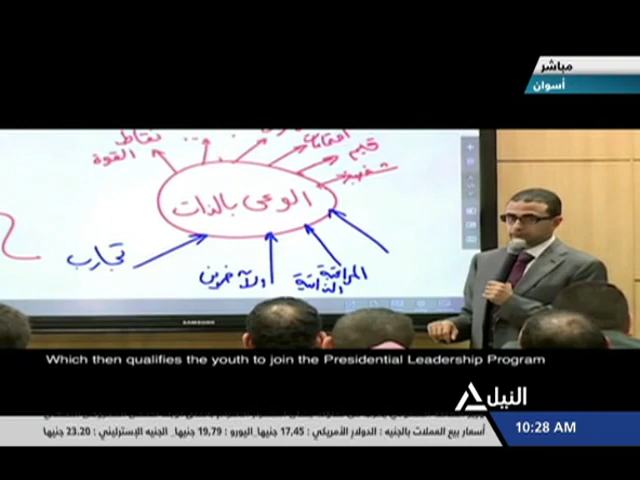 مباشر
أسوان
نقاط
القوة
قيم
الوعي بالذات
تجارب
الآخرين
المراقبة
الذاتية
SAMSUNG
Which then qualifies the youth to join the Presidential Leadership Program
النيل
أسعار بيع العملات بالجنيه : الدولار الأمريكي : 17,45 جنيها_ اليورو : 19,79 جنيها_ الجنيه الإسترليني : 23.20 جنيها
10:28 AM